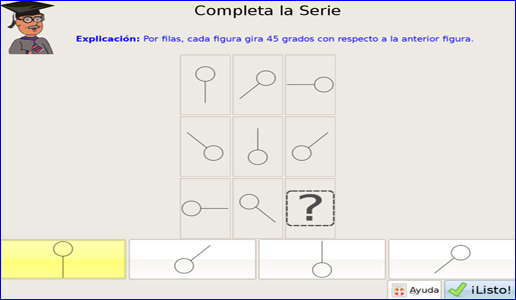 Completa la Serie
Explicación: Por filas, cada figura gira 45 grados con respecto a la anterior figura.
?
Ayuda
¡Listo!